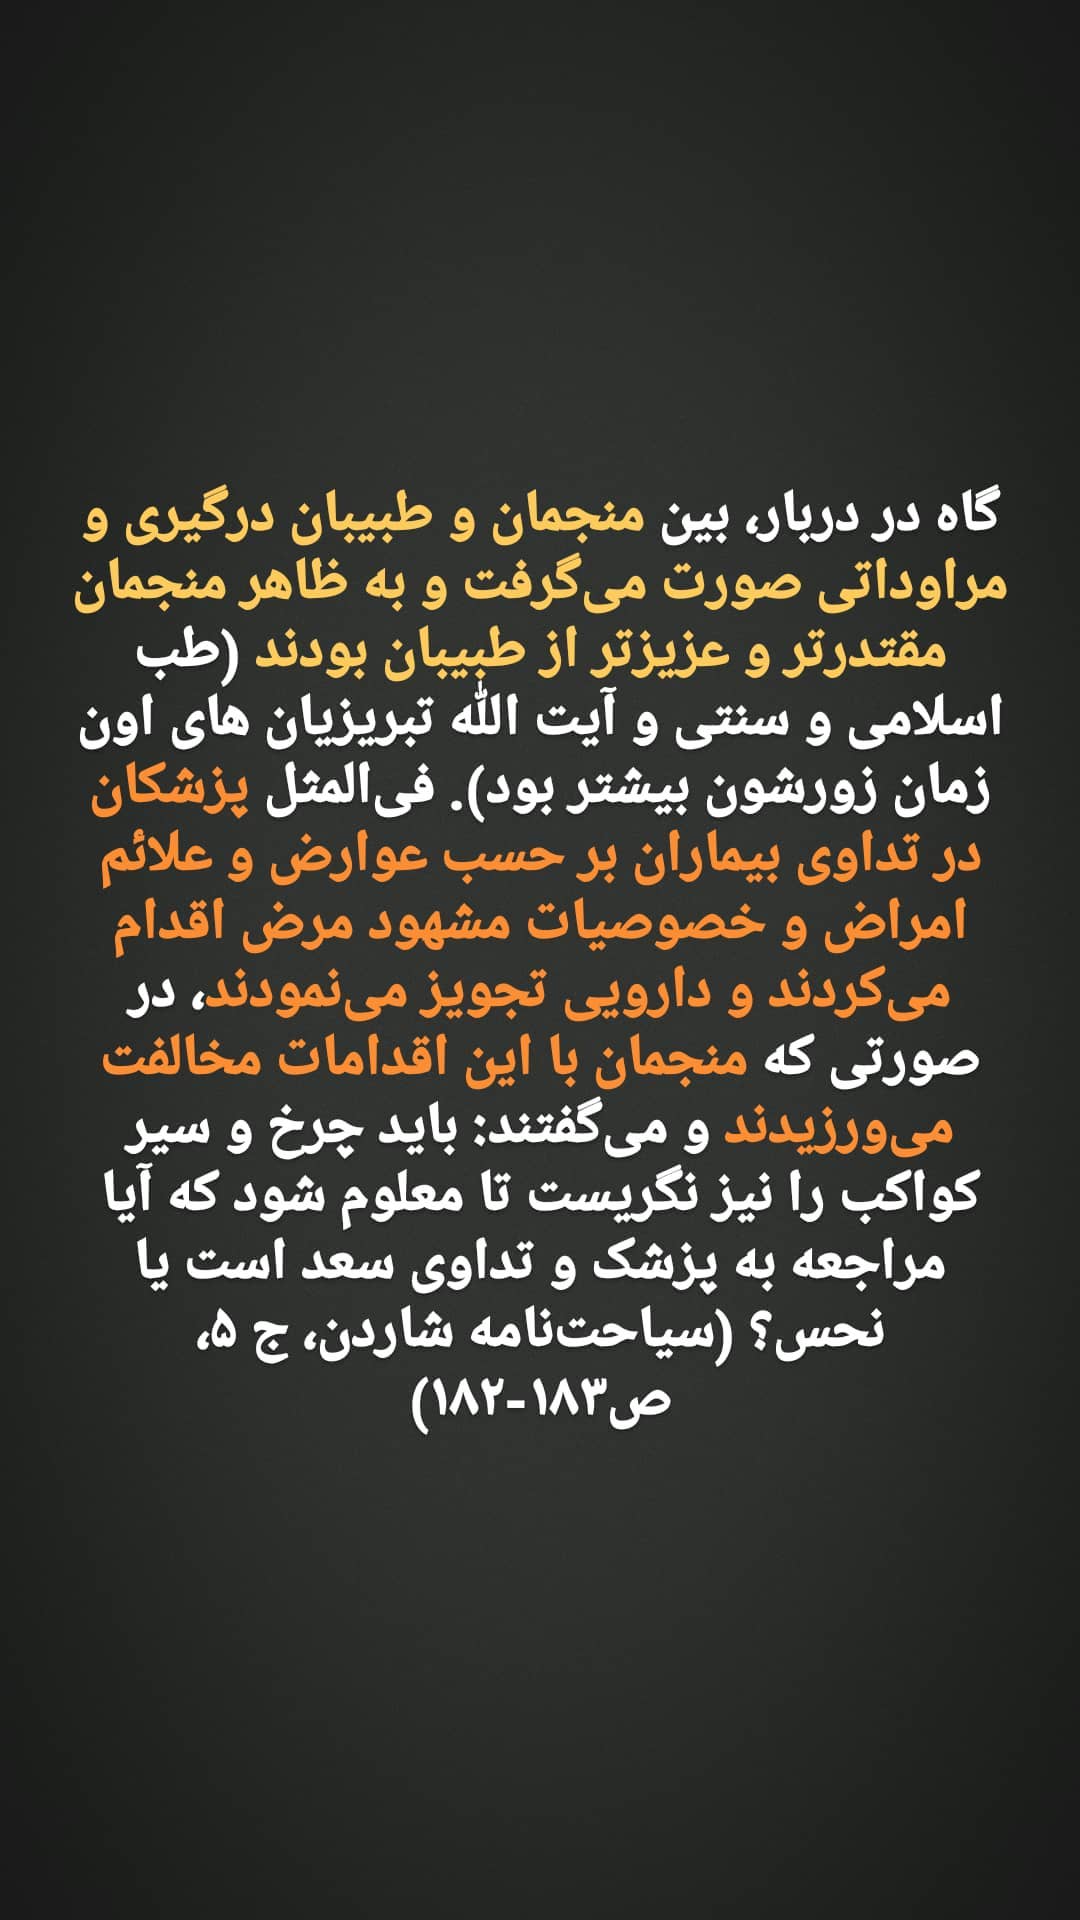 گاه در دربار، بین منجمان و طبیبان درگیری و
مراوداتی صورت می‌گرفت و به ظاهر منجمان
مقتدرتر و عزیزتر از طبیبان بودند (طب
اسلامی و سنتی و آیت الله تبریزیان های اون
زمان زورشون بیشتر بود). فی‌المثل پزشکان
در تداوی بیماران بر حسب عوارض و علائم
امراض و خصوصیات مشهود مرض اقدام
می‌کردند و دارویی تجویز می‌نمودند، در
صورتی که منجمان با این اقدامات مخالفت
می‌ورزیدند و می‌گفتند: باید چرخ و سیر
کواکب را نیز نگریست تا معلوم شود که آیا
مراجعه به پزشک و تداوی سعد است یا
نحس؟ (سیاحت‌نامه شاردن، ج ۵،
ص۱۸۳-۱۸۲)